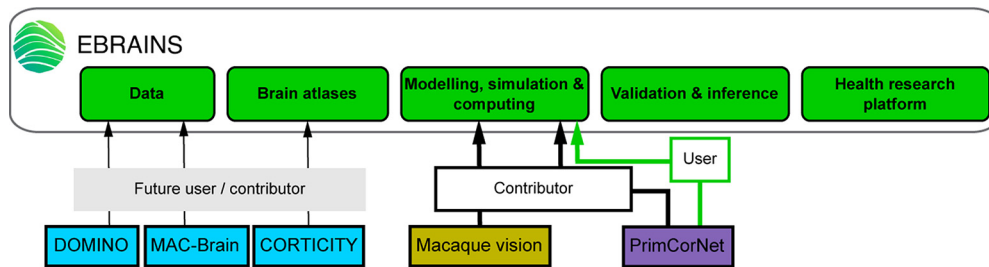 EBRAINS
Data
Brain atlases
Modelling, simulation &
computing
Validation & inference
Health research
platform
Future user / contributor
Contributor
User
DOMINO
MAC-Brain
CORTICITY
Macaque vision
PrimCorNet